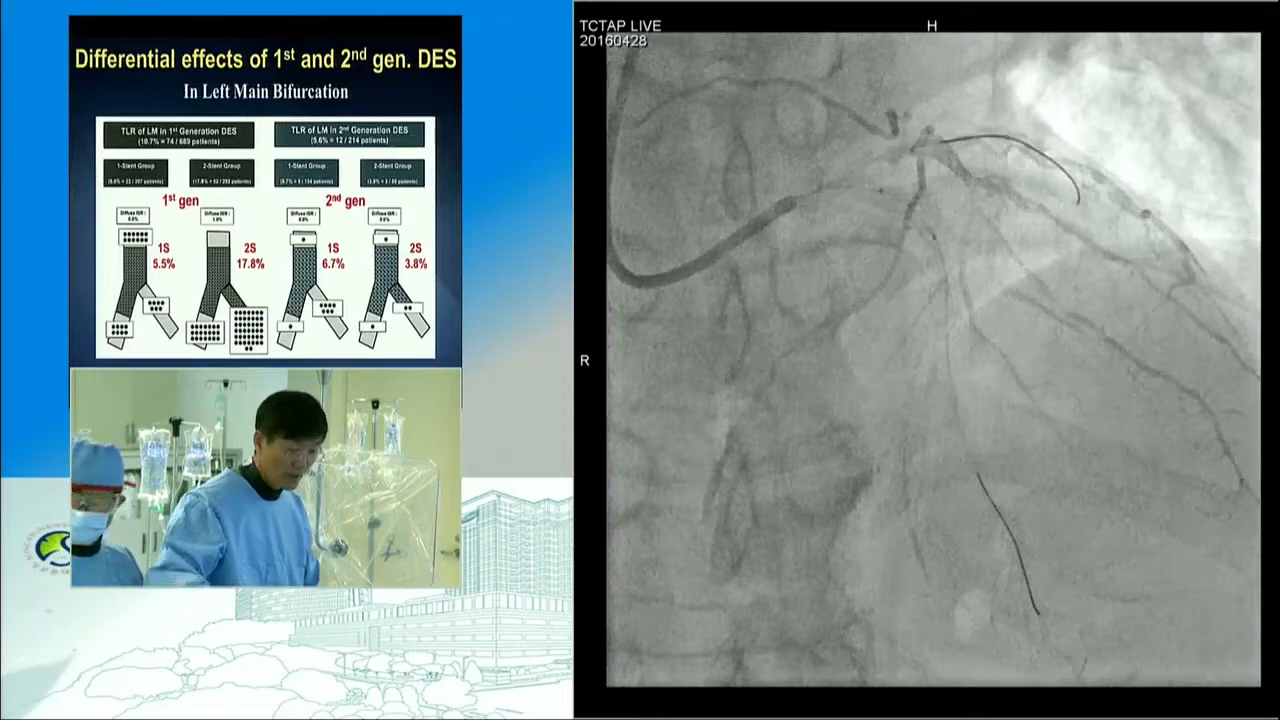 Differential effects of 1st and 2nd gen. DES
In Left Main Bifurcation
TLR of LM in 1st Generation DES
(10.7% = 74 / 689 patients)
TLR of LM in 2nd Generation DES
(5.6% = 12 / 214 patients)
1-Stent Group
2-Stent Group
1-Stent Group
2-Stent Group
1st gen
2nd gen
1S
5.5%
2S
17.8%
1S
6.7%
2S
3.8%
TCTAP LIVE
20160428
H
R